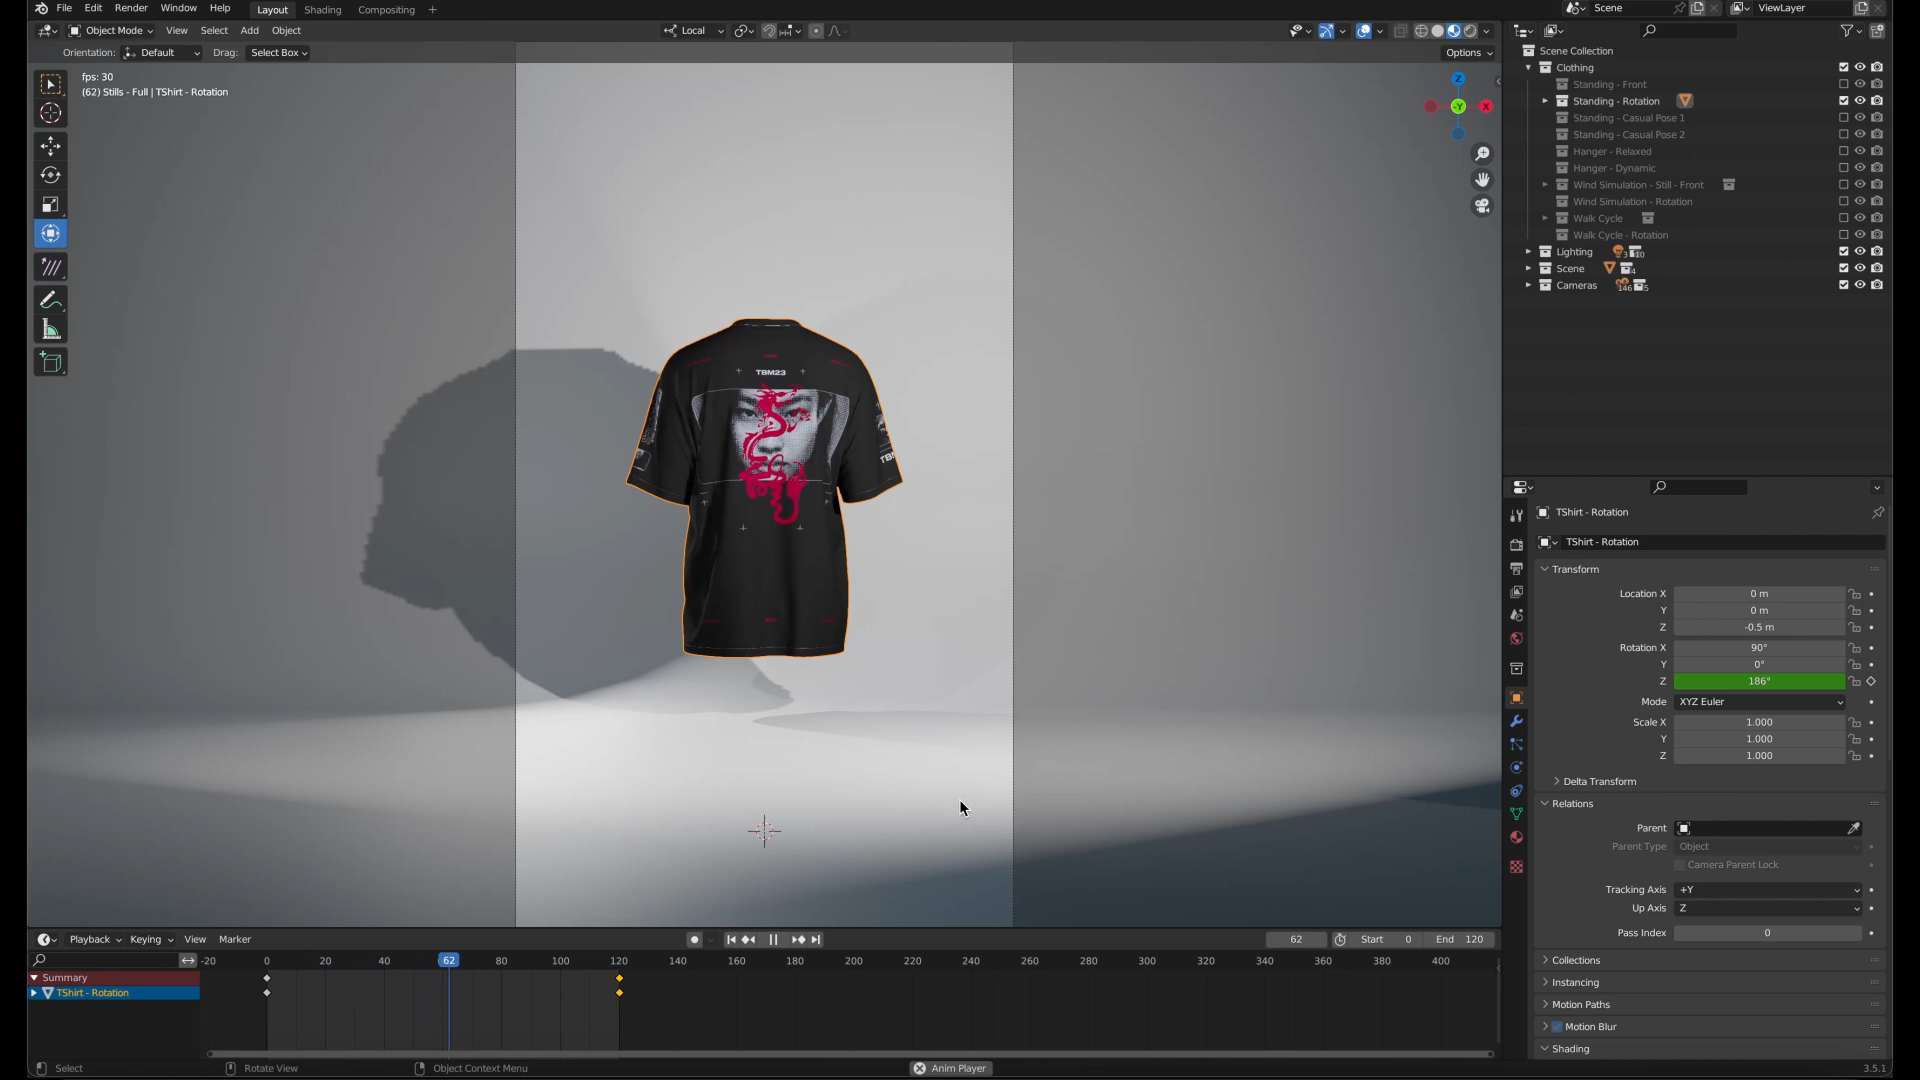 File Edit Render Window Help Layout Shading Compositing + Scene ViewLayer
Object Mode View Select Add Object Local
Orientation: Default Drag: Select Box Options
fps: 30
(62) Stills - Full | TShirt - Rotation
Z
-Y
X
TBM23
TBM
Scene Collection
Clothing
Standing - Front
Standing - Rotation
Standing - Casual Pose 1
Standing - Casual Pose 2
Hanger - Relaxed
Hanger - Dynamic
Wind Simulation - Still - Front
Wind Simulation - Rotation
Walk Cycle
Walk Cycle - Rotation
Lighting 3 10
Scene 4
Cameras 146 5
TShirt - Rotation
TShirt - Rotation
Transform
Location X 0 m
Y 0 m
Z -0.5 m
Rotation X 90°
Y 0°
Z 186°
Mode XYZ Euler
Scale X 1.000
Y 1.000
Z 1.000
Delta Transform
Relations
Parent
Parent Type Object
Camera Parent Lock
Tracking Axis +Y
Up Axis Z
Pass Index 0
Collections
Instancing
Motion Paths
Motion Blur
Shading
Playback Keying View Marker 62 Start 0 End 120
-20 0 20 40 62 80 100 120 140 160 180 200 220 240 260 280 300 320 340 360 380 400
Summary
TShirt - Rotation
Select Rotate View Object Context Menu Anim Player 3.5.1